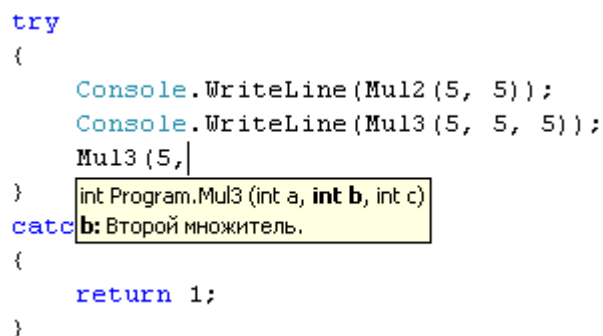 try
{
Console.WriteLine(Mul2(5, 5));
Console.WriteLine(Mul3(5, 5, 5));
Mul3(5,
}
int Program.Mul3 (int a, int b, int c)
catc
b: Второй множитель.
{
return 1;
}